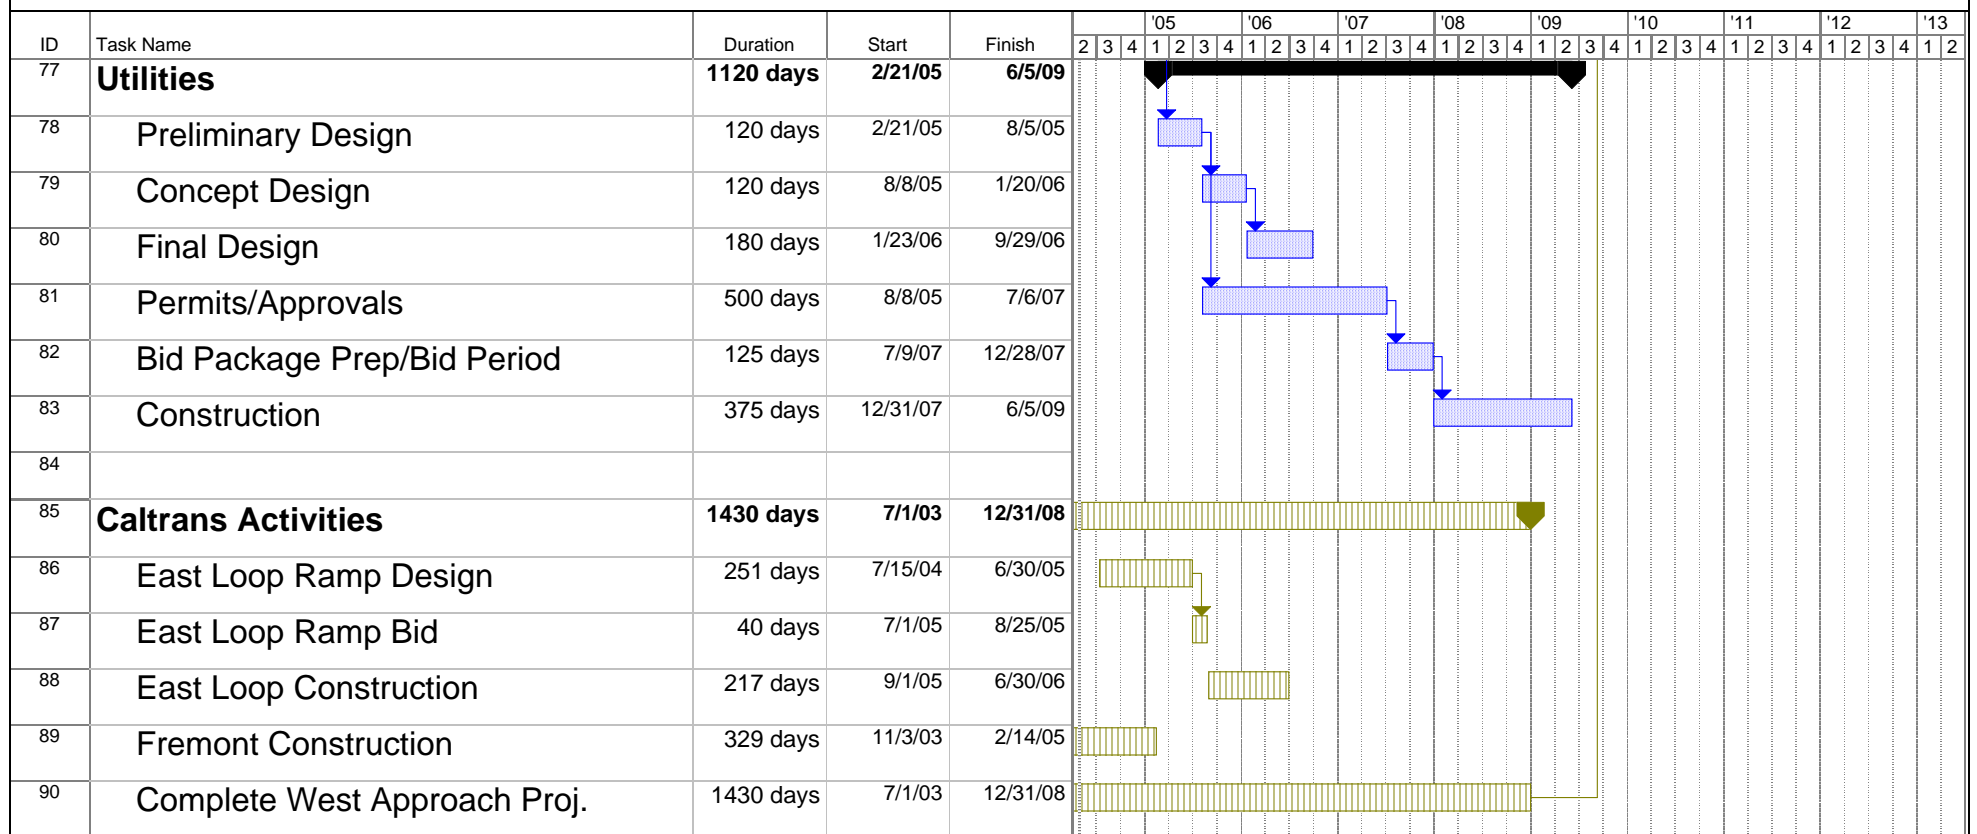 '05 '06 '07 '08 '09 '10 '11 '12 '13
ID Task Name Duration Start Finish 2 3 4 1 2 3 4 1 2 3 4 1 2 3 4 1 2 3 4 1 2 3 4 1 2 3 4 1 2 3 4 1 2 3 4 1 2
77 Utilities 1120 days 2/21/05 6/5/09
78 Preliminary Design 120 days 2/21/05 8/5/05
79 Concept Design 120 days 8/8/05 1/20/06
80 Final Design 180 days 1/23/06 9/29/06
81 Permits/Approvals 500 days 8/8/05 7/6/07
82 Bid Package Prep/Bid Period 125 days 7/9/07 12/28/07
83 Construction 375 days 12/31/07 6/5/09
84
85 Caltrans Activities 1430 days 7/1/03 12/31/08
86 East Loop Ramp Design 251 days 7/15/04 6/30/05
87 East Loop Ramp Bid 40 days 7/1/05 8/25/05
88 East Loop Construction 217 days 9/1/05 6/30/06
89 Fremont Construction 329 days 11/3/03 2/14/05
90 Complete West Approach Proj. 1430 days 7/1/03 12/31/08